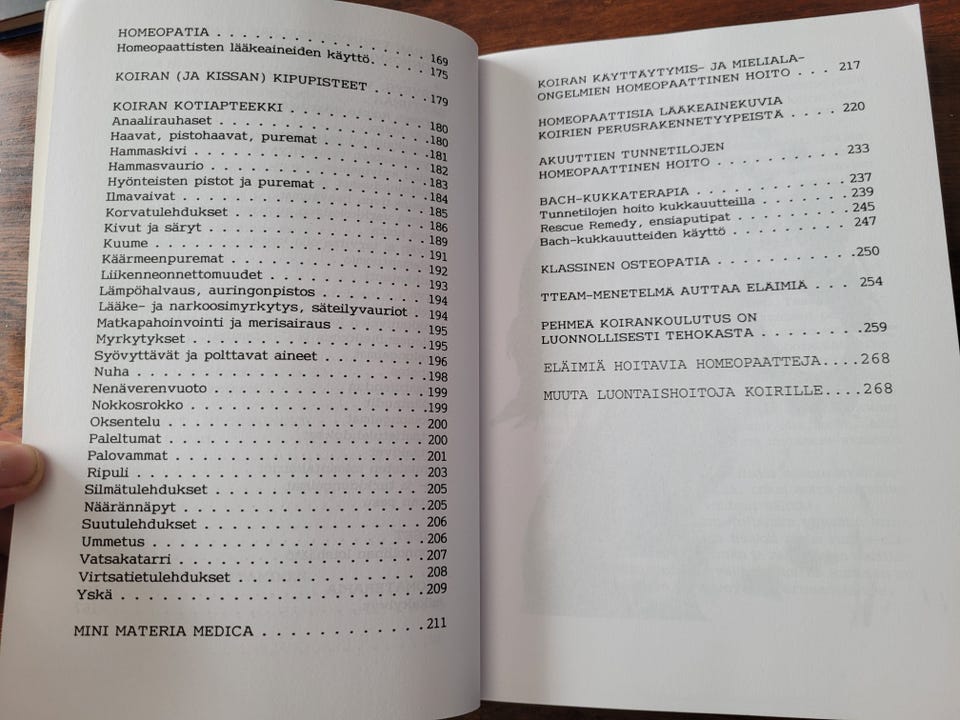 HOMEOPATIA . . . . . . . . . . . . . . . . . . 169
Homeopaattisten lääkeaineiden käyttö. . . . . 175
KOIRAN (JA KISSAN) KIPUPISTEET . . . . . . . 179
KOIRAN KOTIAPTEEKKI . . . . . . . . . . . . . 180
Anaalirauhaset . . . . . . . . . . . . . . . .180
Haavat, pistohaavat, puremat . . . . . . . . .181
Hammaskivi . . . . . . . . . . . . . . . . . . 182
Hammasvaurio . . . . . . . . . . . . . . . . . 183
Hyönteisten pistot ja puremat . . . . . . . . 184
Ilmavaivat . . . . . . . . . . . . . . . . . . 185
Korvatulehdukset . . . . . . . . . . . . . . . 186
Kivut ja säryt . . . . . . . . . . . . . . . . 189
Kuume . . . . . . . . . . . . . . . . . . . . 191
Käärmeenpuremat . . . . . . . . . . . . . . . 192
Liikenneonnettomuudet . . . . . . . . . . . . 193
Lämpöhalvaus, auringonpistos . . . . . . . . . 194
Lääke- ja narkoosimyrkytys, säteilyvauriot . . 194
Matkapahoinvointi ja merisairaus . . . . . . . 195
Myrkytykset . . . . . . . . . . . . . . . . . 195
Syövyttävät ja polttavat aineet . . . . . . . 196
Nuha . . . . . . . . . . . . . . . . . . . . . 198
Nenäverenvuoto . . . . . . . . . . . . . . . . 199
Nokkosrokko . . . . . . . . . . . . . . . . . .199
Oksentelu . . . . . . . . . . . . . . . . . . 200
Paleltumat . . . . . . . . . . . . . . . . . . 200
Palovammat . . . . . . . . . . . . . . . . . . 201
Ripuli . . . . . . . . . . . . . . . . . . . . 203
Silmätulehdukset . . . . . . . . . . . . . . . 205
Näärännäpyt . . . . . . . . . . . . . . . . . .205
Suutulehdukset . . . . . . . . . . . . . . . . 206
Ummetus . . . . . . . . . . . . . . . . . . . 206
Vatsakatarri . . . . . . . . . . . . . . . . . 207
Virtsatietulehdukset . . . . . . . . . . . . . 208
Yskä . . . . . . . . . . . . . . . . . . . . . 209
MINI MATERIA MEDICA . . . . . . . . . . . . . 211
KOIRAN KÄYTTÄYTYMIS- JA MIELIALA-
ONGELMIEN HOMEOPAATTINEN HOITO . . . 217
HOMEOPAATTISIA LÄÄKEAINEKUVIA
KOIRIEN PERUSRAKENNETYYPEISTÄ . . . . 220
AKUUTTIEN TUNNETILOJEN
HOMEOPAATTINEN HOITO . . . . . . . . . 233
BACH-KUKKATERAPIA . . . . . . . . . . . 237
Tunnetilojen hoito kukkauutteilla . . . 239
Rescue Remedy, ensiaputipat . . . . . . 245
Bach-kukkauutteiden käyttö . . . . . . . 247
KLASSINEN OSTEOPATIA . . . . . . . . . . .250
TTEAM-MENETELMÄ AUTTAA ELÄIMIÄ . . . . 254
PEHMEÄ KOIRANKOULUTUS ON
LUONNOLLISESTI TEHOKASTA . . . . . . . .259
ELÄIMIÄ HOITAVIA HOMEOPAATTEJA....268
MUUTA LUONTAISHOITOJA KOIRILLE....268